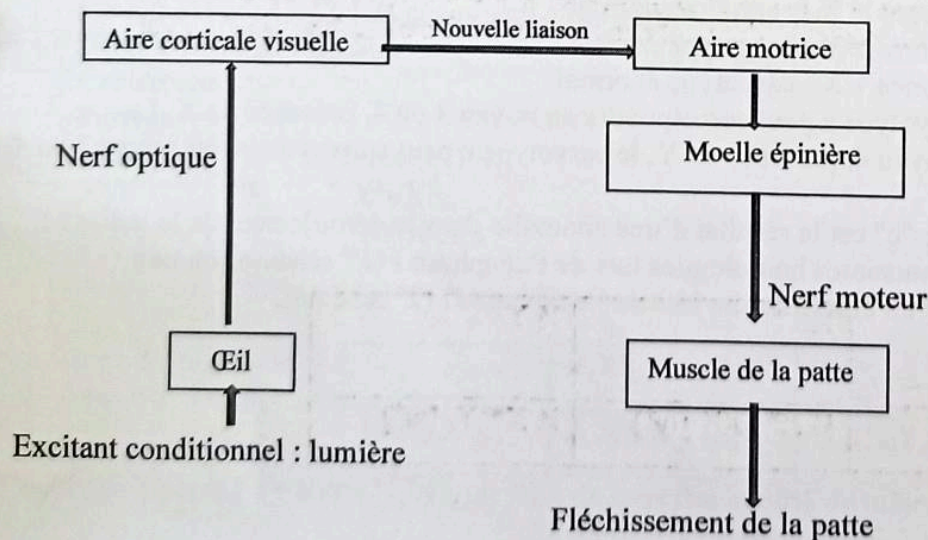 Aire corticale visuelle
Nouvelle liaison
Aire motrice
Nerf optique
Moelle épinière
Nerf moteur
Œil
Muscle de la patte
Excitant conditionnel : lumière
Fléchissement de la patte